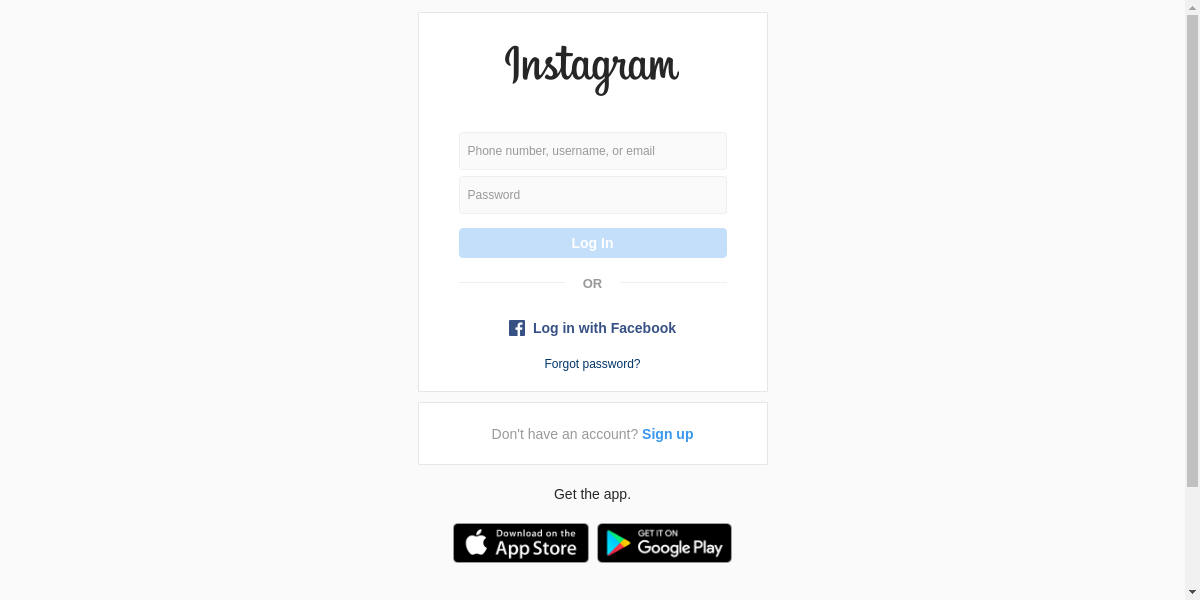 Instagram
Phone number, username, or email
Password
Log In
OR
Log in with Facebook
Forgot password?
Don't have an account? Sign up
Get the app.
Download on the
App Store
GET IT ON
Google Play